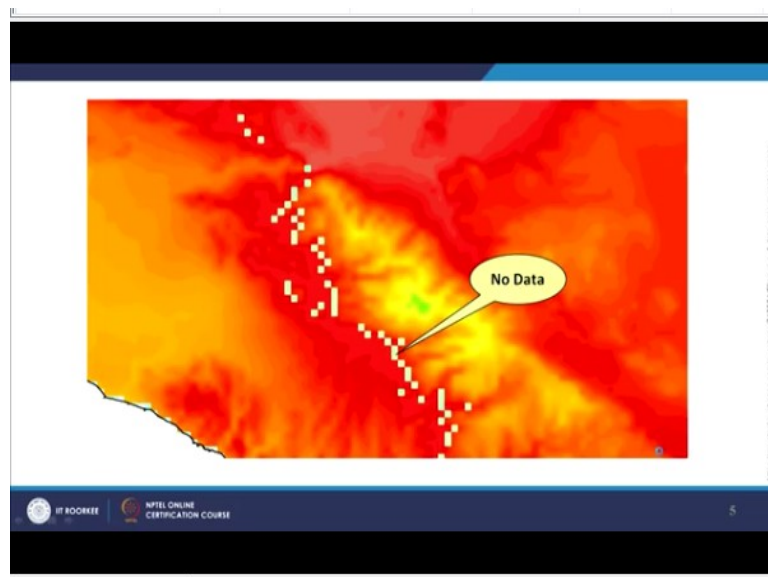 No Data
IIT ROORKEE
NPTEL ONLINE
CERTIFICATION COURSE
5